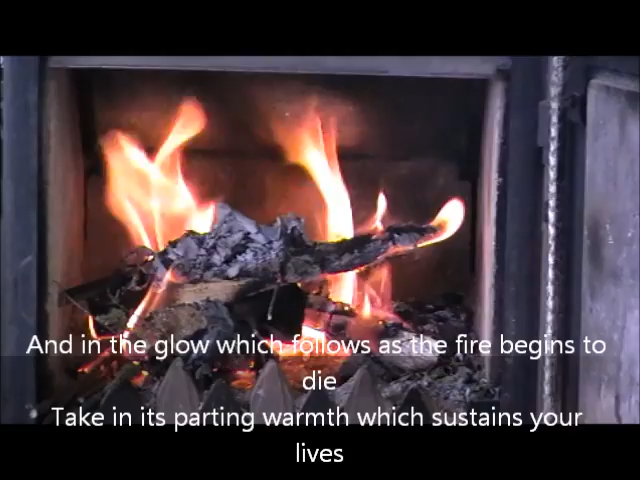 And in the glow which follows as the fire begins to
die
Take in its parting warmth which sustains your
lives